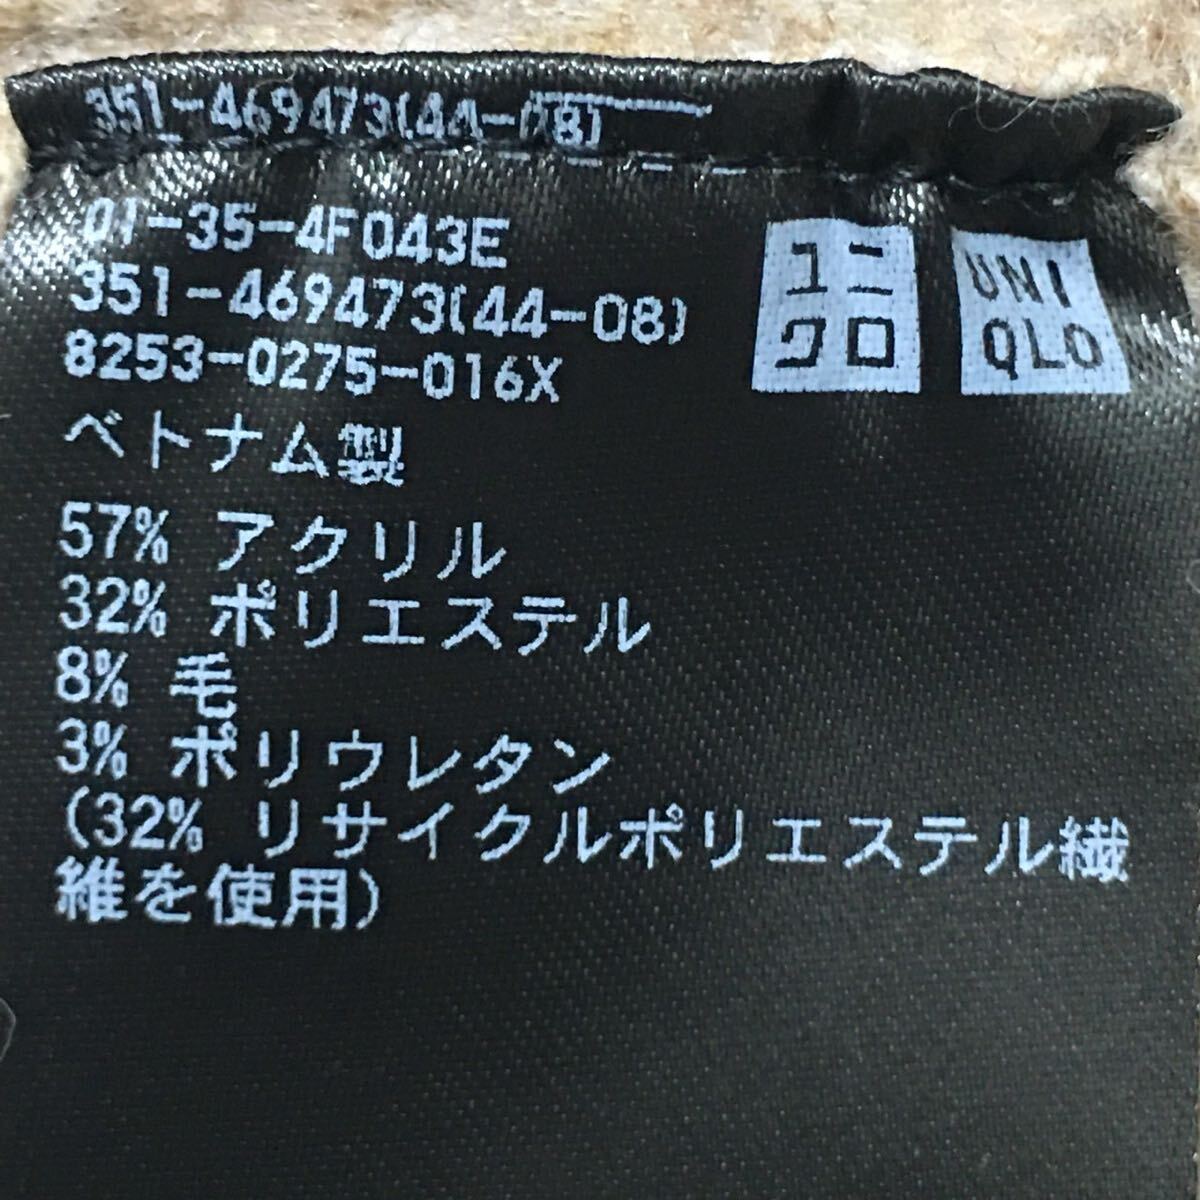 351-469473(44-08)
01-35-4F043E
351-469473(44-08)
8253-0275-016X
ユニ
クロ
UNI
QLO
ベトナム製
57% アクリル
32% ポリエステル
8% 毛
3% ポリウレタン
(32% リサイクルポリエステル繊
維を使用)